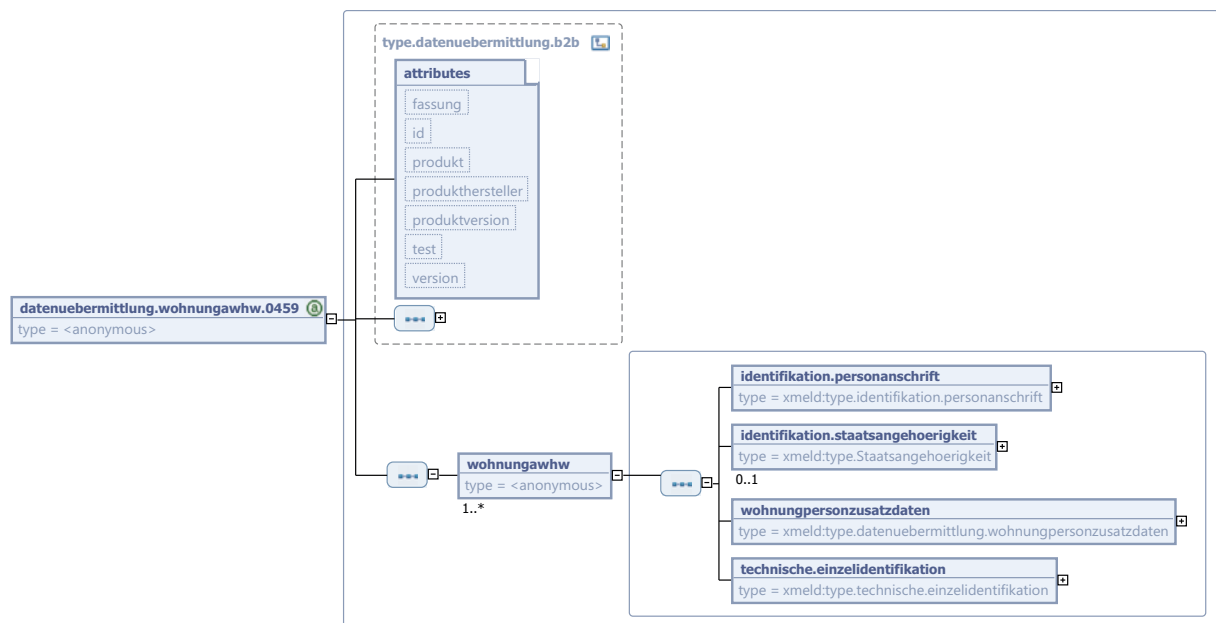 type.datenuebermittlung.b2b
attributes
fassung
id
produkt
produkthersteller
produktversion
test
version
datenuebermittlung.wohnungawhw.0459 @
type = <anonymous>
wohnungawhw
type = <anonymous>
1..*
identifikation.personanschrift
type = xmeld:type.identifikation.personanschrift
identifikation.staatsangehoerigkeit
type = xmeld:type.Staatsangehoerigkeit
0..1
wohnungpersonzusatzdaten
type = xmeld:type.datenuebermittlung.wohnungpersonzusatzdaten
technische.einzelidentifikation
type = xmeld:type.technische.einzelidentifikation